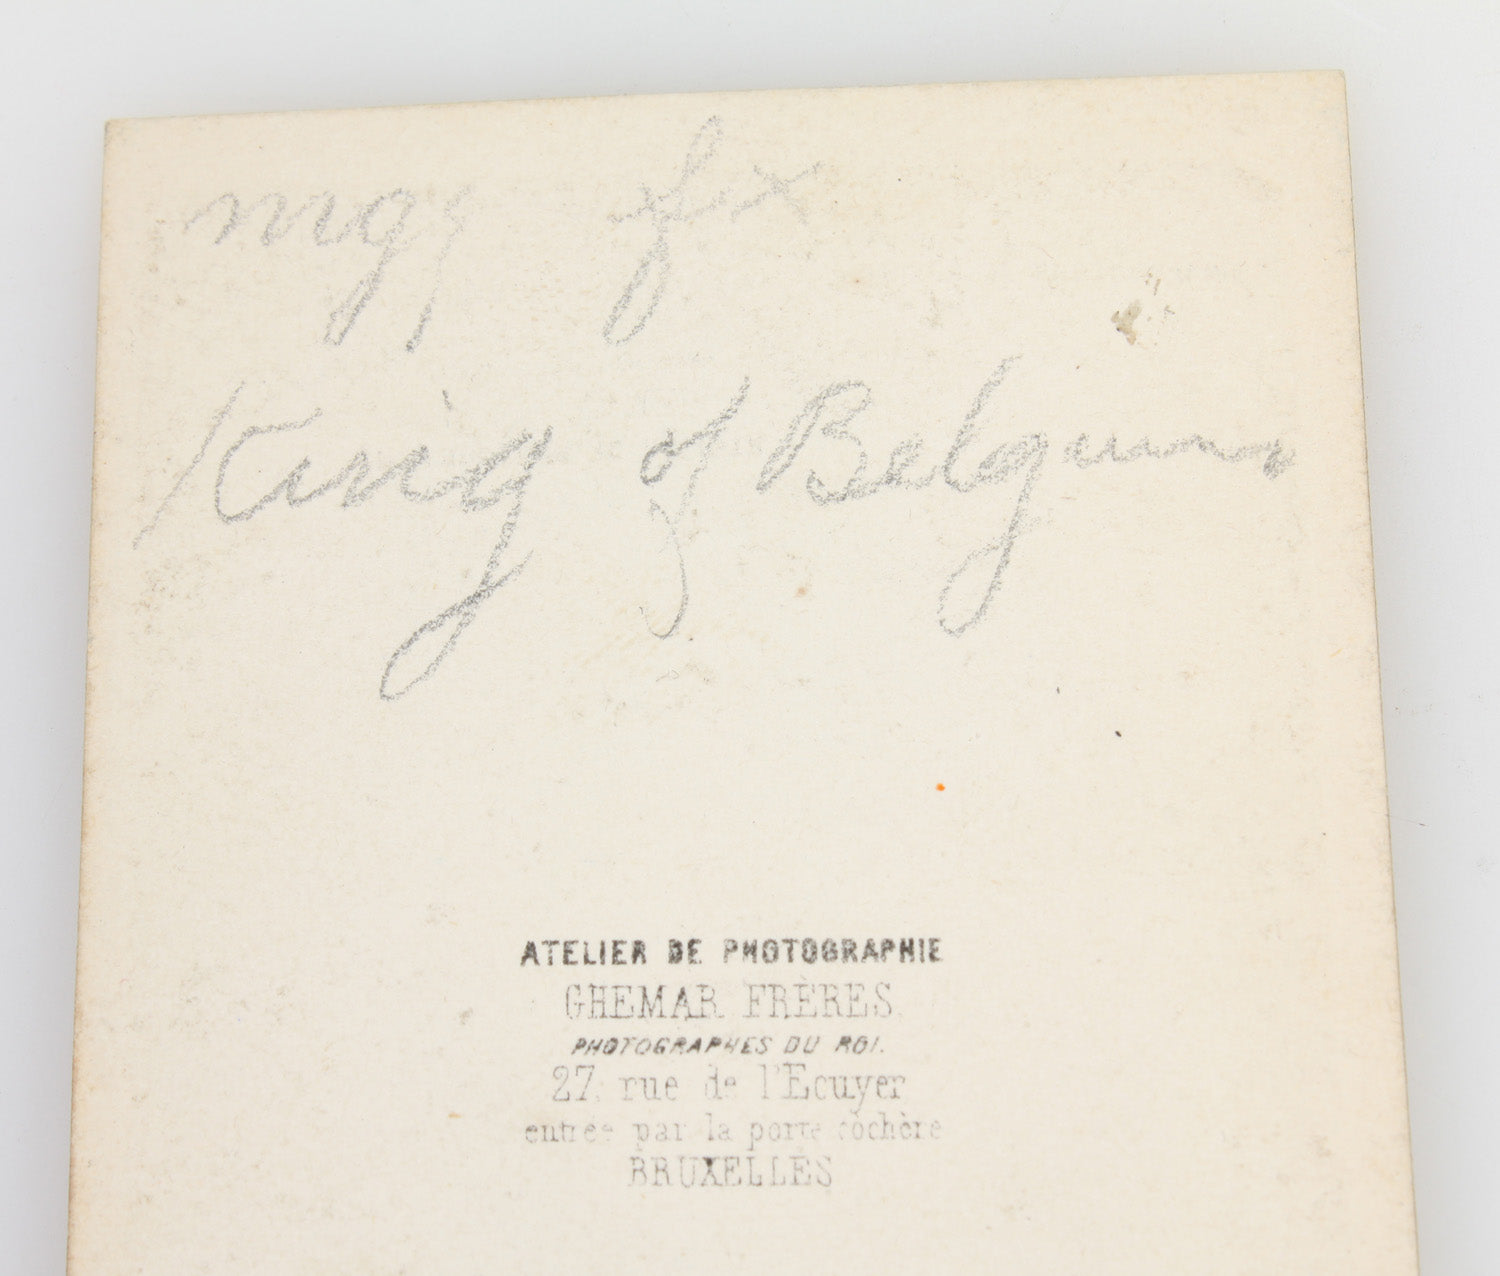 fix
King of Belgium
ATELIER DE PHOTOGRAPHIE
GHEMAR FRÈRES
PHOTOGRAPHES DU ROI.
27, rue de l'Ecuyer
entrée par la porte cochère
BRUXELLES